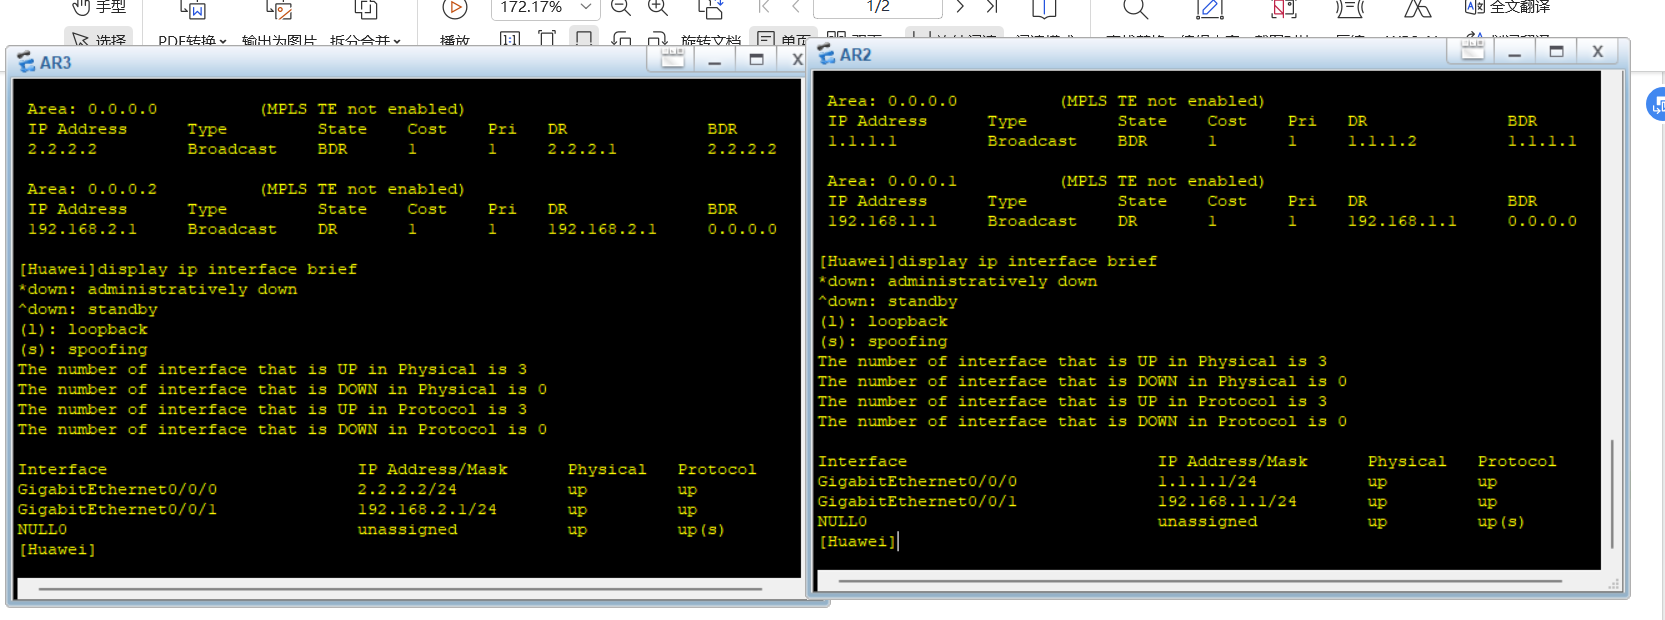 手型
172.17%
1/2
全文翻译
选择
PDF转换
输出为图片
拆分合并
播放
旋转文档
单页
AR3
Area: 0.0.0.0 (MPLS TE not enabled)
IP Address Type State Cost Pri DR BDR
2.2.2.2 Broadcast BDR 1 1 2.2.2.1 2.2.2.2
Area: 0.0.0.2 (MPLS TE not enabled)
IP Address Type State Cost Pri DR BDR
192.168.2.1 Broadcast DR 1 1 192.168.2.1 0.0.0.0
[Huawei]display ip interface brief
*down: administratively down
^down: standby
(l): loopback
(s): spoofing
The number of interface that is UP in Physical is 3
The number of interface that is DOWN in Physical is 0
The number of interface that is UP in Protocol is 3
The number of interface that is DOWN in Protocol is 0
Interface IP Address/Mask Physical Protocol
GigabitEthernet0/0/0 2.2.2.2/24 up up
GigabitEthernet0/0/1 192.168.2.1/24 up up
NULL0 unassigned up up(s)
[Huawei]
AR2
Area: 0.0.0.0 (MPLS TE not enabled)
IP Address Type State Cost Pri DR BDR
1.1.1.1 Broadcast BDR 1 1 1.1.1.2 1.1.1.1
Area: 0.0.0.1 (MPLS TE not enabled)
IP Address Type State Cost Pri DR BDR
192.168.1.1 Broadcast DR 1 1 192.168.1.1 0.0.0.0
[Huawei]display ip interface brief
*down: administratively down
^down: standby
(l): loopback
(s): spoofing
The number of interface that is UP in Physical is 3
The number of interface that is DOWN in Physical is 0
The number of interface that is UP in Protocol is 3
The number of interface that is DOWN in Protocol is 0
Interface IP Address/Mask Physical Protocol
GigabitEthernet0/0/0 1.1.1.1/24 up up
GigabitEthernet0/0/1 192.168.1.1/24 up up
NULL0 unassigned up up(s)
[Huawei]